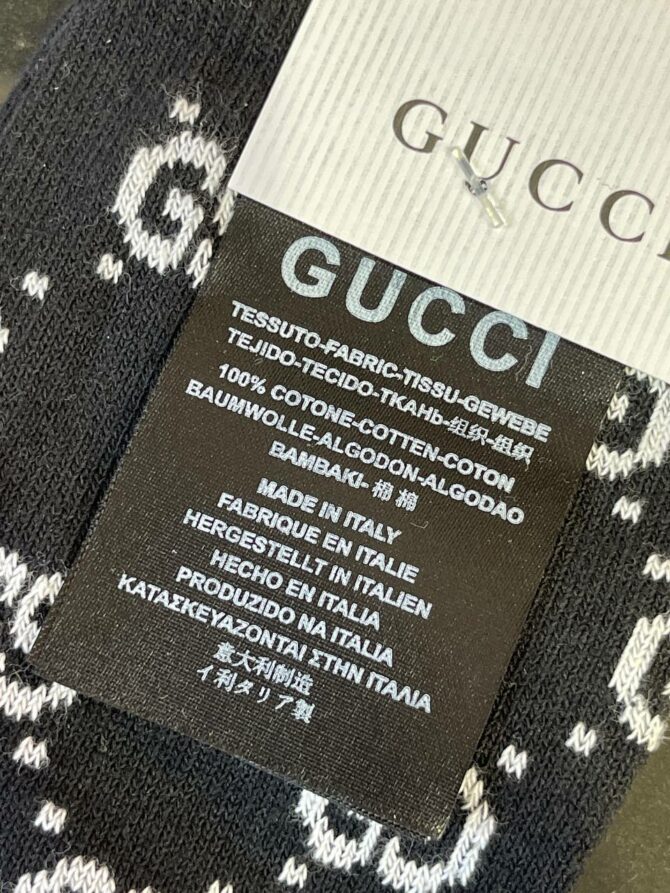 GUCCI
GUCCI
TESSUTO-FABRIC-TISSU-GEWEBE
TEJIDO-TECIDO-ТКАНЬ-组织-组织
100% COTONE-COTTEN-COTON
BAUMWOLLE-ALGODON-ALGODAO
BAMBAKI-棉 綿
MADE IN ITALY
FABRIQUE EN ITALIE
HERGESTELLT IN ITALIEN
HECHO EN ITALIA
PRODUZIDO NA ITALIA
ΚΑΤΑΣΚΕΥΑΖΟΝΤΑΙ ΣΤΗΝ ΙΤΑΛΙΑ
意大利制造
イ利タリア製